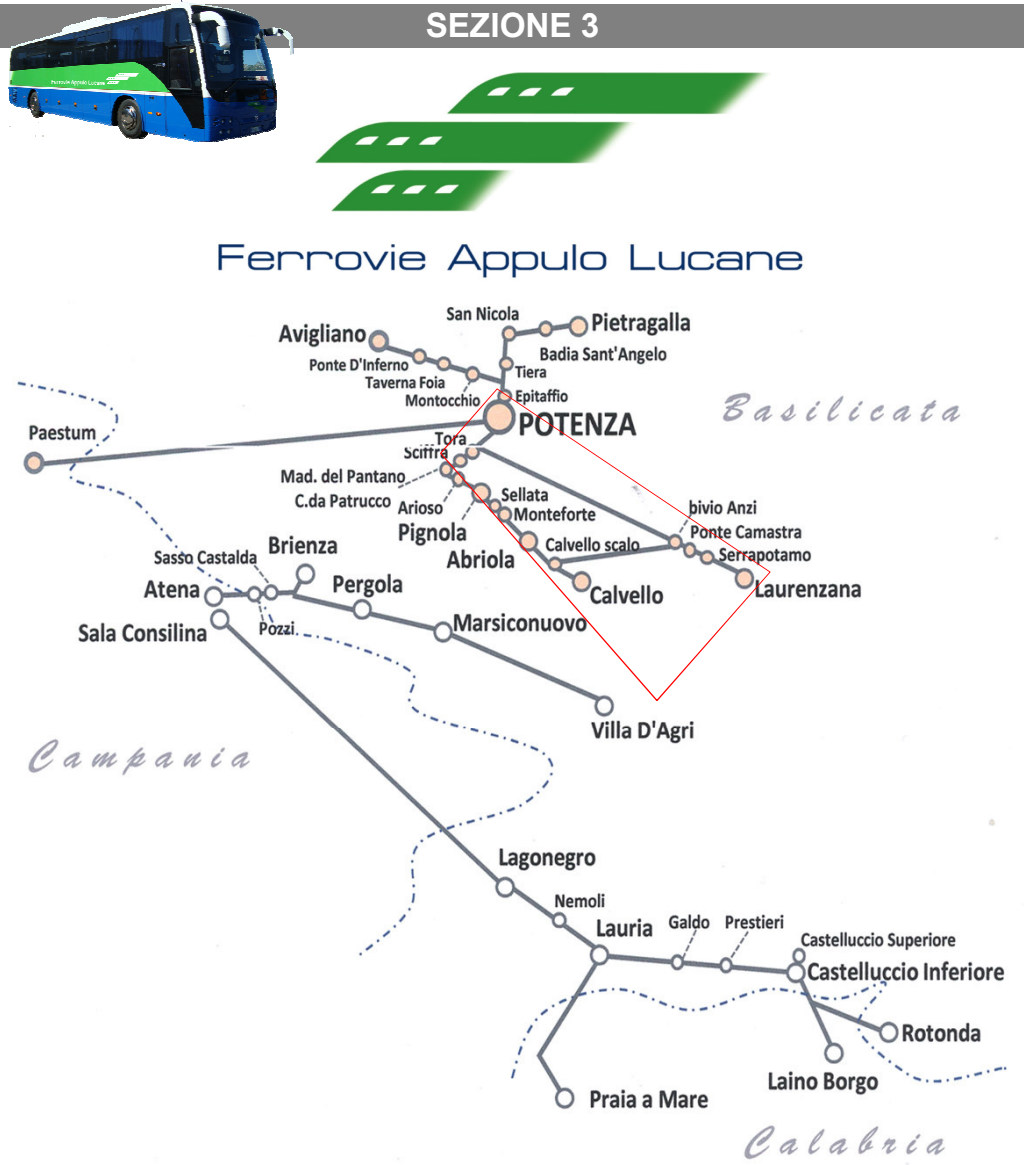 SEZIONE 3
Ferrovie Appulo Lucane
Ferrovie Appulo Lucane
San Nicola
Pietragalla
Avigliano
Badia Sant'Angelo
Ponte D'Inferno
Tiera
Taverna Foia
Montocchio
Epitaffio
Basilicata
POTENZA
Paestum
Tora
Sciffra
Mad. del Pantano
C.da Patrucco
Sellata
Arioso
bivio Anzi
Monteforte
Pignola
Ponte Camastra
Brienza
Calvello scalo
Sasso Castalda
Serrapotamo
Abriola
Pergola
Atena
Laurenzana
Calvello
Marsiconuovo
Pozzi
Sala Consilina
Villa D'Agri
Campania
Lagonegro
Nemoli
Lauria
Galdo
Prestieri
Castelluccio Superiore
Castelluccio Inferiore
Rotonda
Laino Borgo
Praia a Mare
Calabria